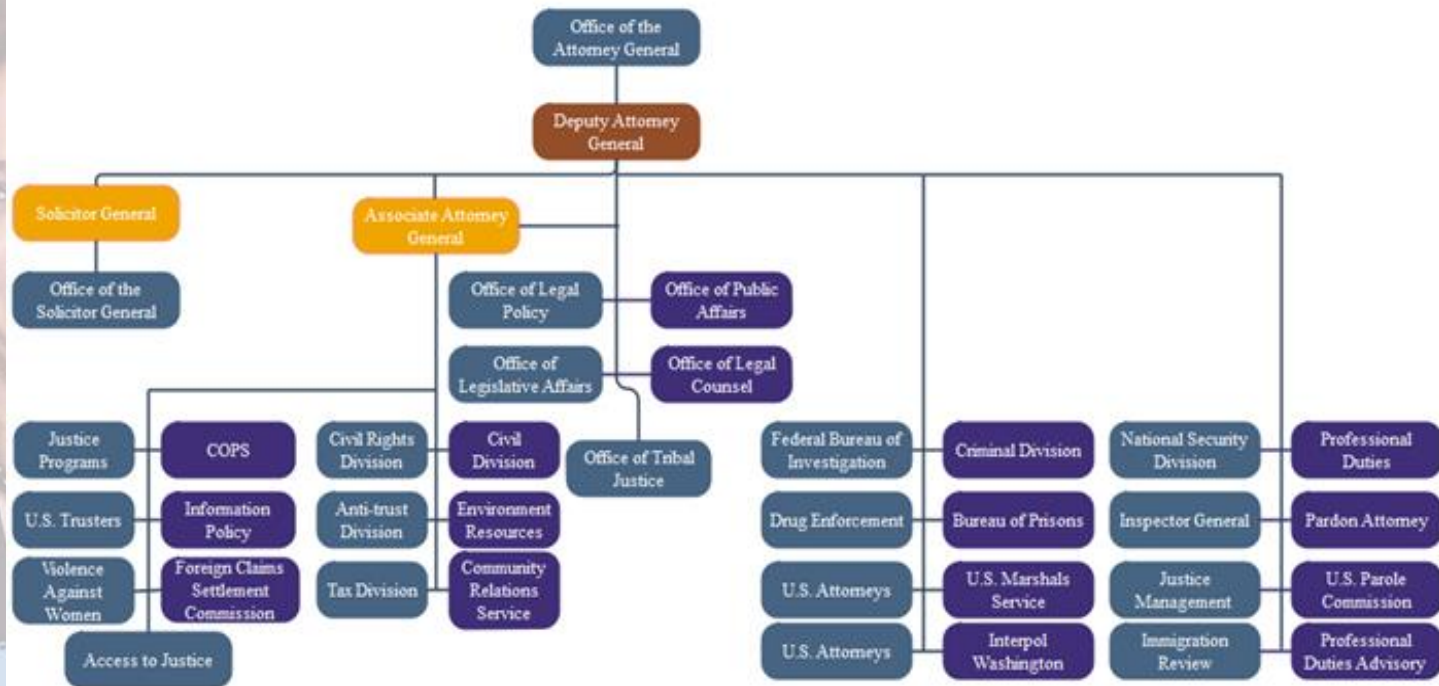 Office of the
Attorney General
Deputy Attorney
General
Solicitor General
Associate Attorney
General
Office of the
Solicitor General
Office of Legal
Policy
Office of Public
Affairs
Office of
Legislative Affairs
Office of Legal
Counsel
Justice
Programs
COPS
Civil Rights
Division
Civil
Division
Office of Tribal
Justice
Federal Bureau of
Investigation
Criminal Division
National Security
Division
Professional
Duties
U.S. Trusters
Information
Policy
Anti-trust
Division
Environment
Resources
Drug Enforcement
Bureau of Prisons
Inspector General
Pardon Attorney
Violence
Against
Women
Foreign Claims
Settlement
Commission
Tax Division
Community
Relations
Service
U.S. Attorneys
U.S. Marshals
Service
Justice
Management
U.S. Parole
Commission
Access to Justice
U.S. Attorneys
Interpol
Washington
Immigration
Review
Professional
Duties Advisory